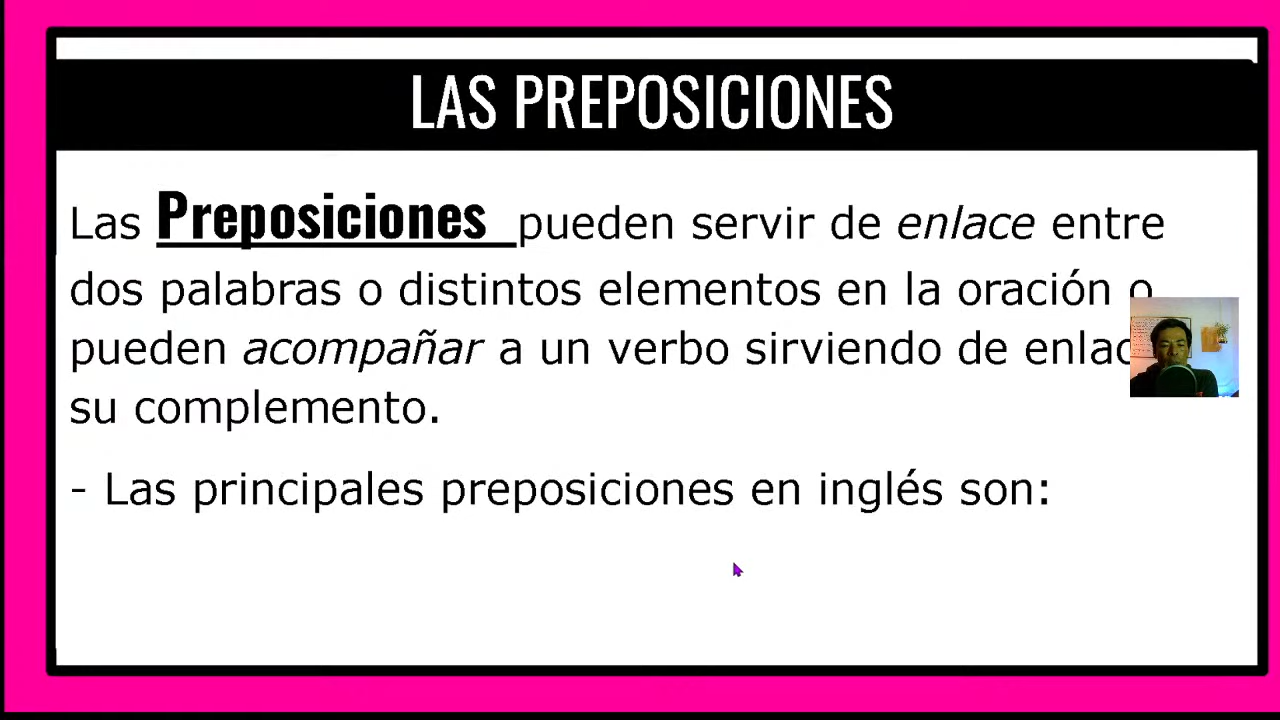 LAS PREPOSICIONES
Las Preposiciones pueden servir de enlace entre
dos palabras o distintos elementos en la oración o
pueden acompañar a un verbo sirviendo de
su complemento.
- Las principales preposiciones en inglés son: